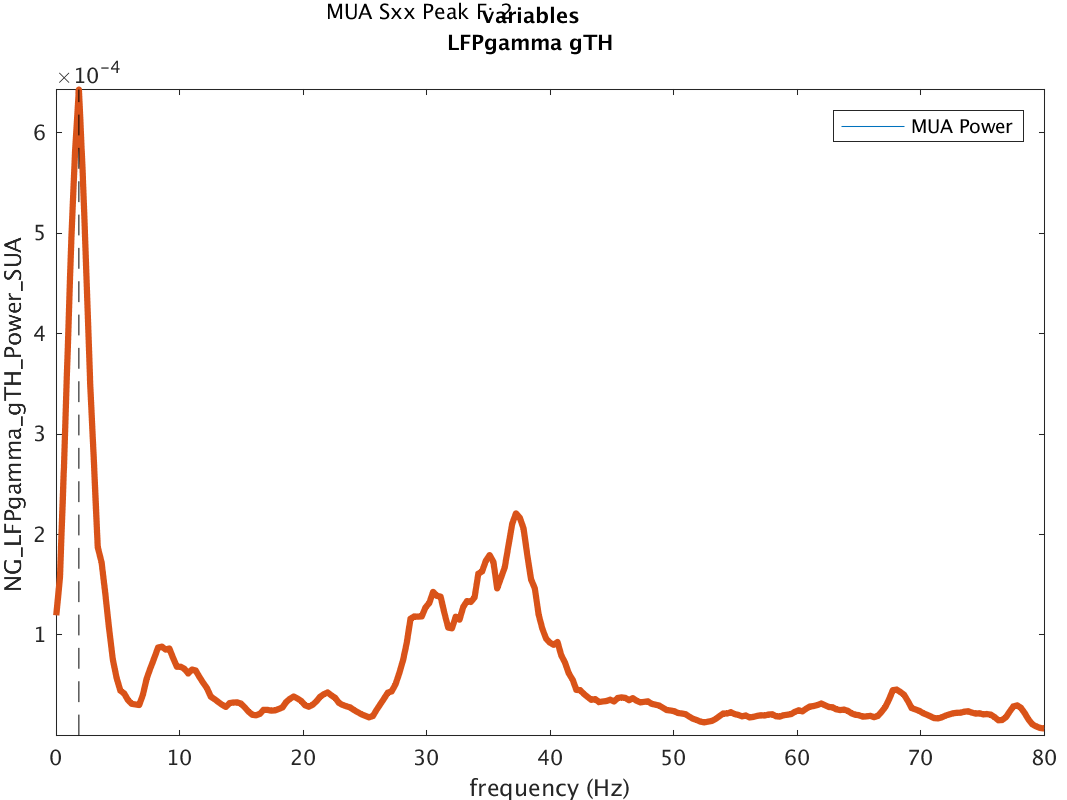 MUA Sxx Peak F: 2
variables
LFPgamma gTH
×10⁻⁴
MUA Power
NG_LFPgamma_gTH_Power_SUA
6
5
4
3
2
1
0 10 20 30 40 50 60 70 80
frequency (Hz)